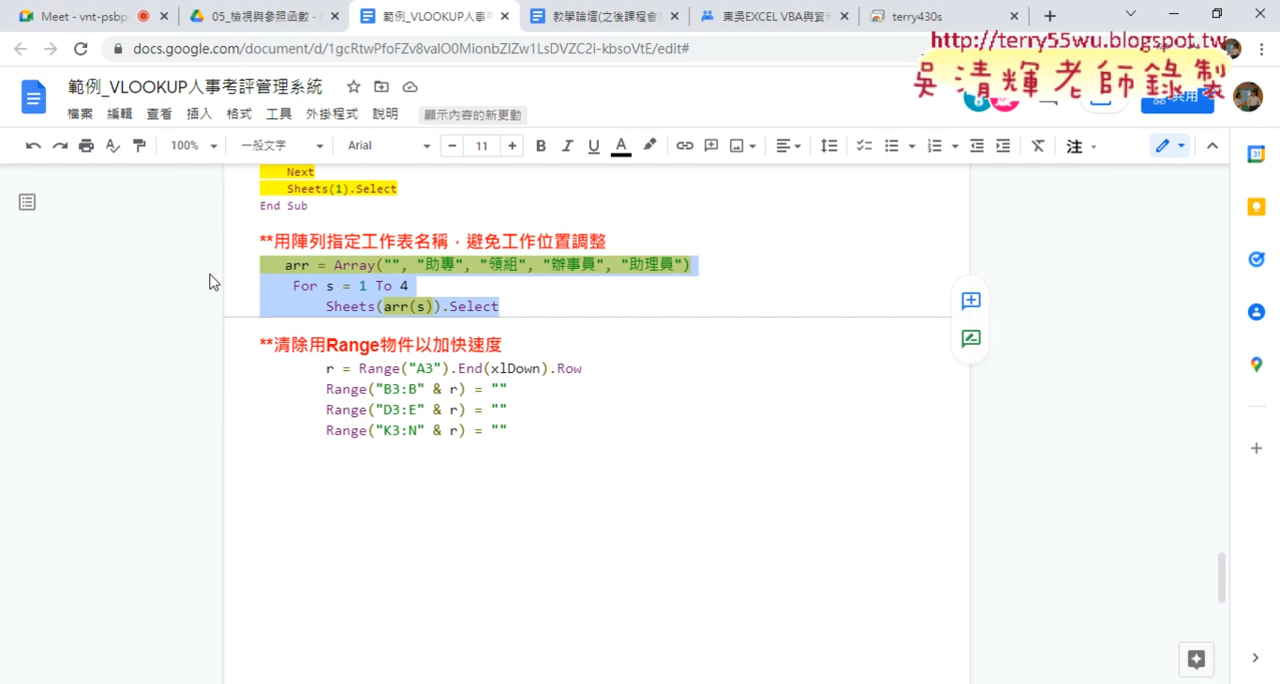 Meet - vnt-psbp
05_檢視與參照函數 -
範例_VLOOKUP人事考
教學論壇(之後課程會
東吳EXCEL VBA與資
terry430s
docs.google.com/document/d/1gcRtwPfoFZv8valO0MionbZlZw1LsDVZC2i-kbsoVtE/edit#
http://terry55wu.blogspot.tw
吳清輝老師錄製
範例_VLOOKUP人事考評管理系統
檔案 編輯 查看 插入 格式 工具 外掛程式 說明 顯示內容的新更動
共用
100% 一般文字 Arial 11 B I U A 注
Next
Sheets(1).Select
End Sub
**用陣列指定工作表名稱，避免工作位置調整
arr = Array("", "助專", "領組", "辦事員", "助理員")
For s = 1 To 4
Sheets(arr(s)).Select
**清除用Range物件以加快速度
r = Range("A3").End(xlDown).Row
Range("B3:B" & r) = ""
Range("D3:E" & r) = ""
Range("K3:N" & r) = ""